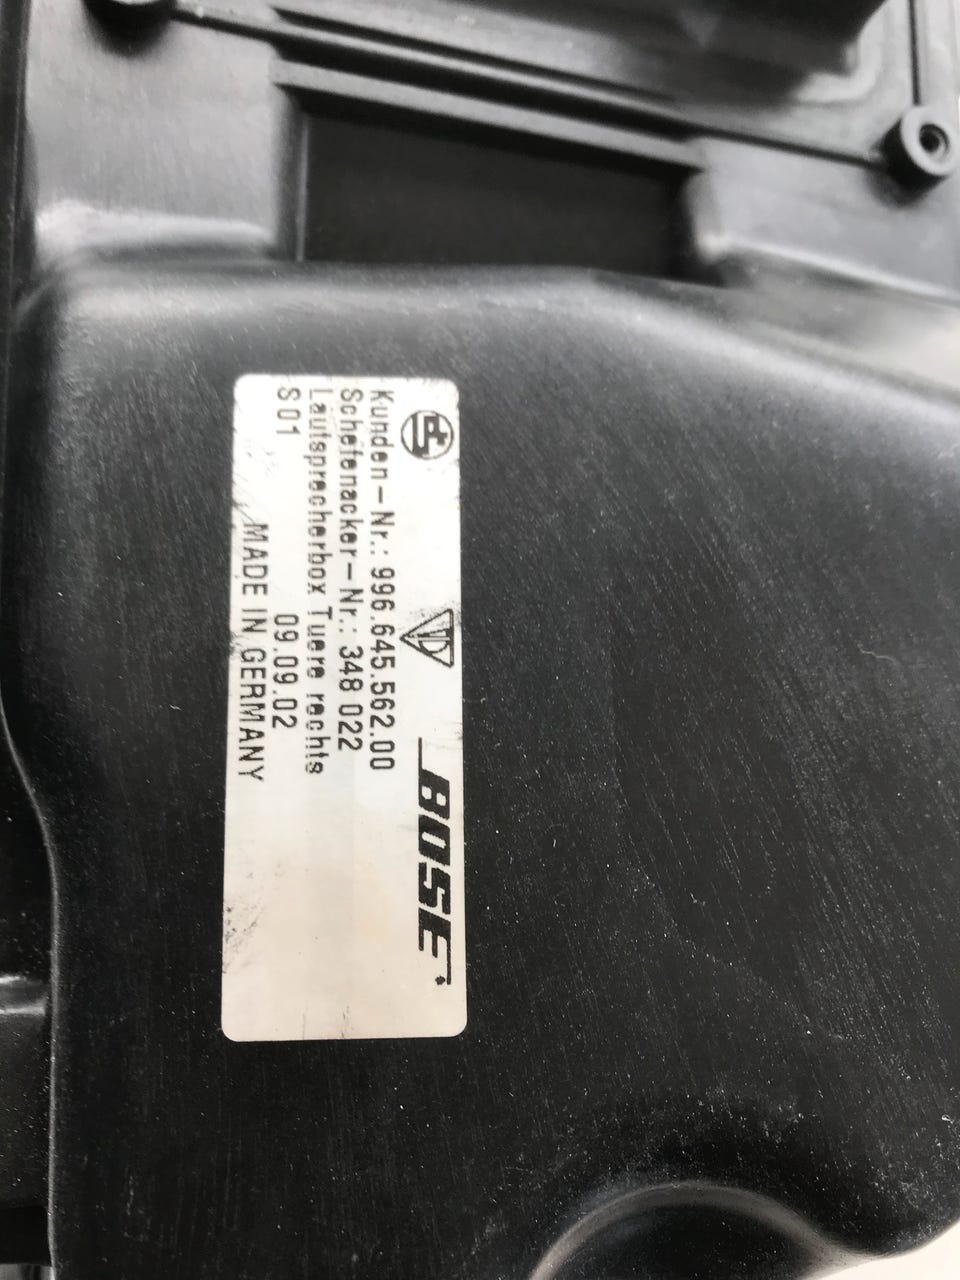 BOSE
Kunden-Nr.: 996.645.562.00
Schefenacker-Nr.: 348 022
Lautsprecherbox Tuere rechts
S01 09.09.02
MADE IN GERMANY